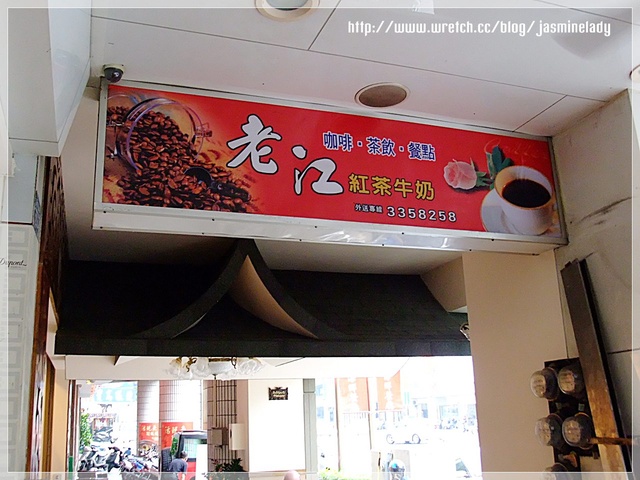 http://www.wretch.cc/blog/jasminelady
咖啡·茶飲·餐點
老江
紅茶牛奶
外送專線 3358258